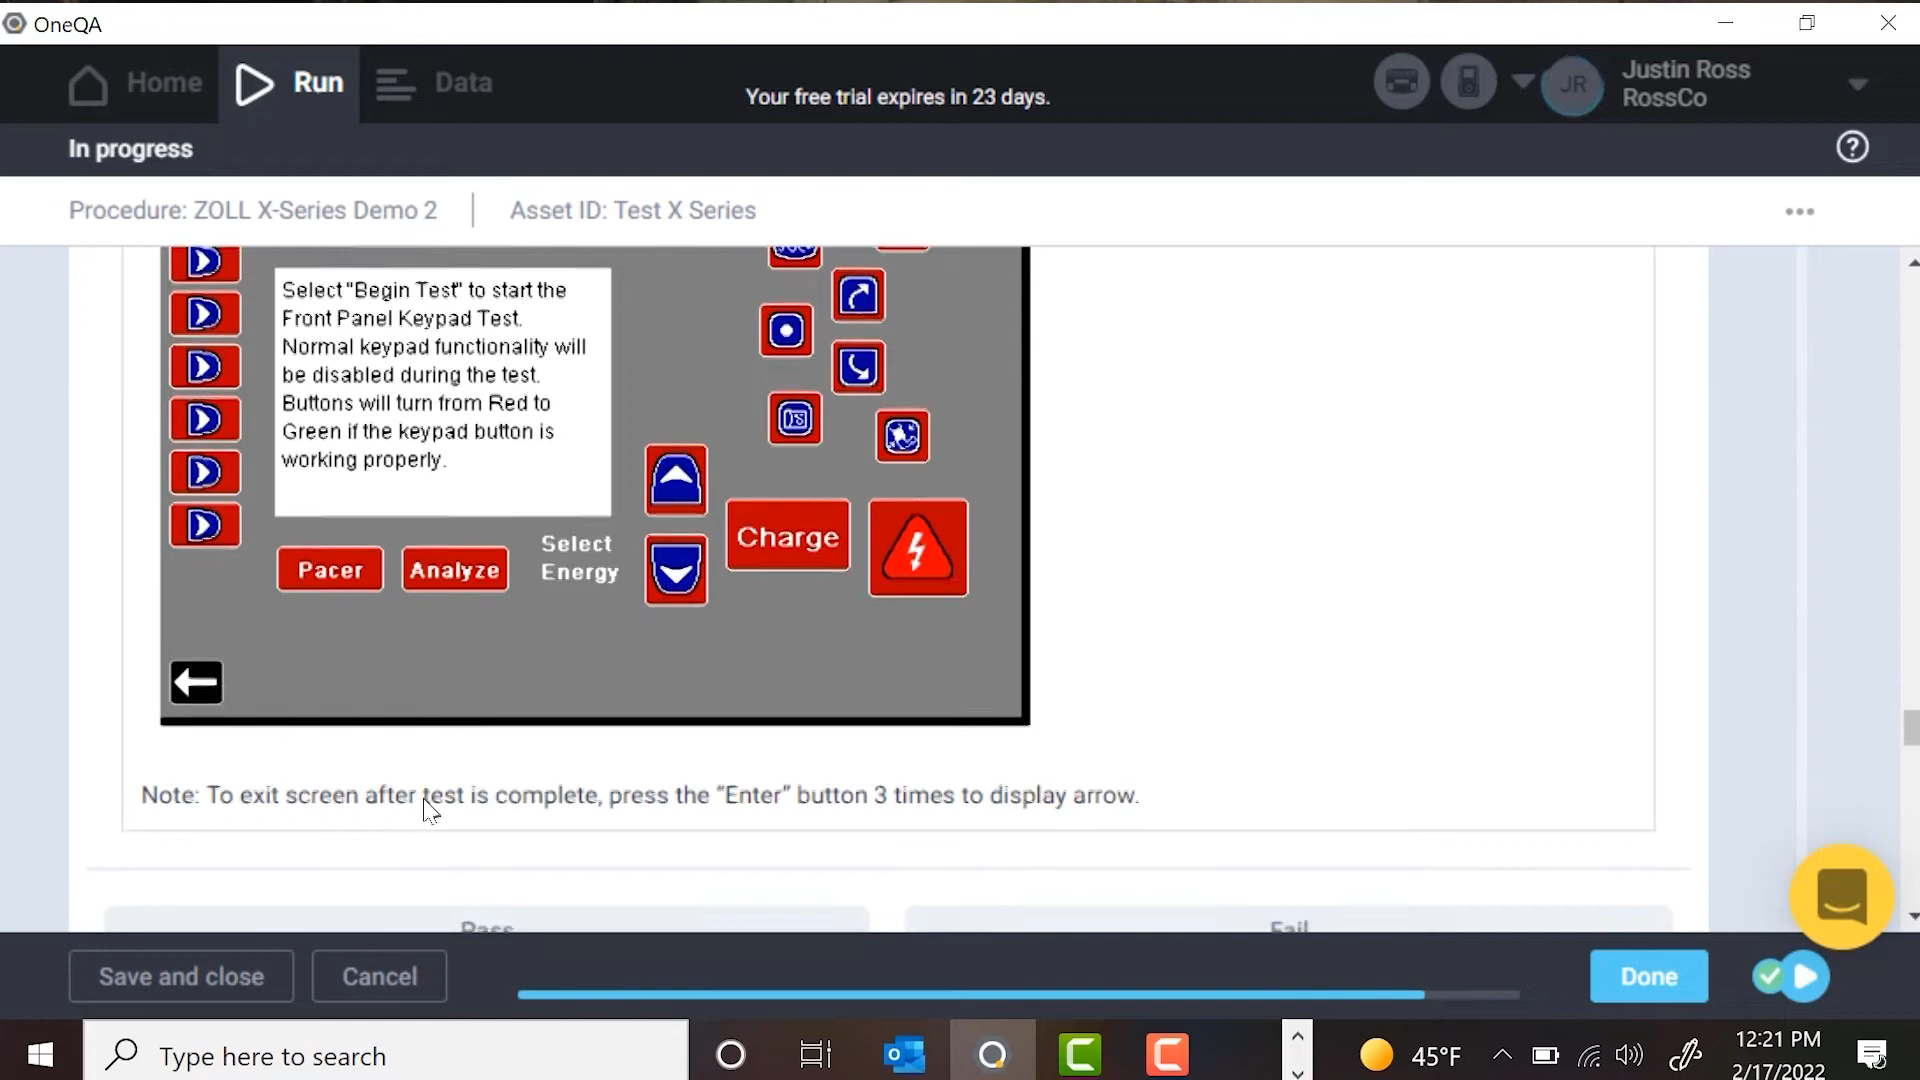 OneQA
Home
Run
Data
Your free trial expires in 23 days.
JR
Justin Ross
RossCo
In progress
?
Procedure: ZOLL X-Series Demo 2
Asset ID: Test X Series
Select "Begin Test" to start the
Front Panel Keypad Test.
Normal keypad functionality will
be disabled during the test.
Buttons will turn from Red to
Green if the keypad button is
working properly.
Select
Energy
Charge
Pacer
Analyze
Note: To exit screen after test is complete, press the “Enter” button 3 times to display arrow.
Pass
Fail
Save and close
Cancel
Done
Type here to search
45°F
12:21 PM
2/17/2022